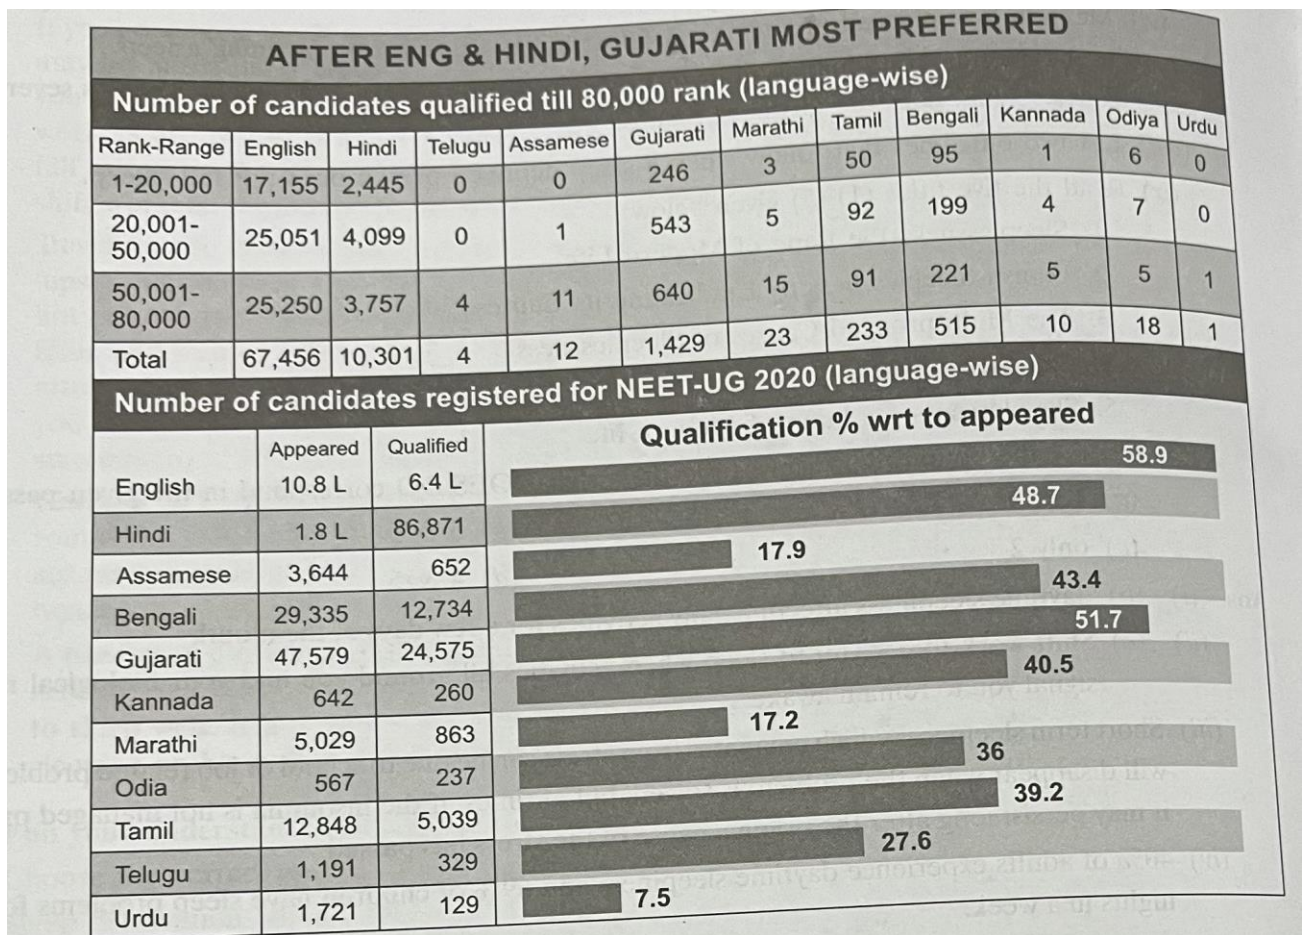 AFTER ENG & HINDI, GUJARATI MOST PREFERRED
Number of candidates qualified till 80,000 rank (language-wise)
Rank-Range English Hindi Telugu Assamese Gujarati Marathi Tamil Bengali Kannada Odiya Urdu
1-20,000 17,155 2,445 0 0 246 3 50 95 1 6 0
20,001-
50,000 25,051 4,099 0 1 543 5 92 199 4 7 0
50,001-
80,000 25,250 3,757 4 11 640 15 91 221 5 5 1
Total 67,456 10,301 4 12 1,429 23 233 515 10 18 1
Number of candidates registered for NEET-UG 2020 (language-wise)
Appeared Qualified Qualification % wrt to appeared
English 10.8 L 6.4 L 58.9
Hindi 1.8 L 86,871 48.7
Assamese 3,644 652 17.9
Bengali 29,335 12,734 43.4
Gujarati 47,579 24,575 51.7
Kannada 642 260 40.5
Marathi 5,029 863 17.2
Odia 567 237 36
Tamil 12,848 5,039 39.2
Telugu 1,191 329 27.6
Urdu 1,721 129 7.5